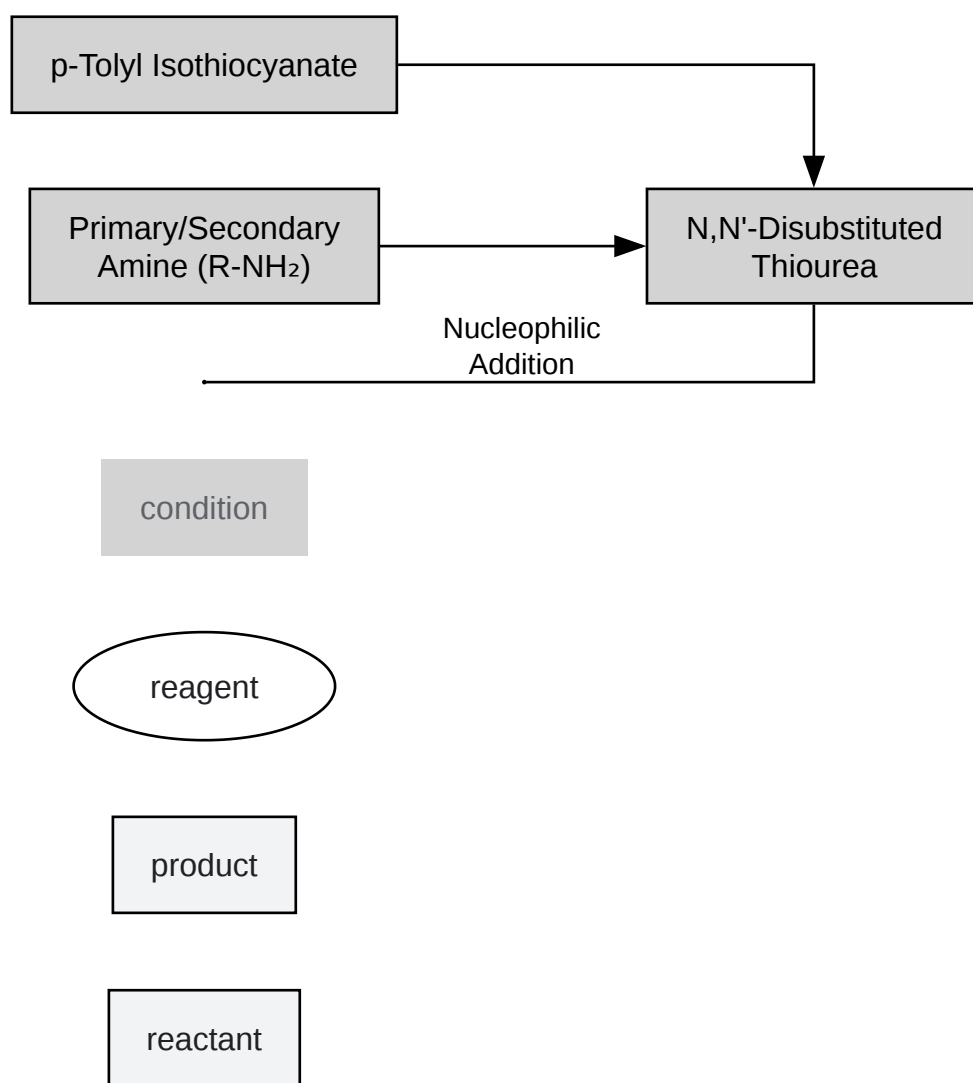 p-Tolyl Isothiocyanate
Primary/Secondary
Amine (R-NH₂)
N,N'-Disubstituted
Thiourea
Nucleophilic
Addition
condition
reagent
product
reactant